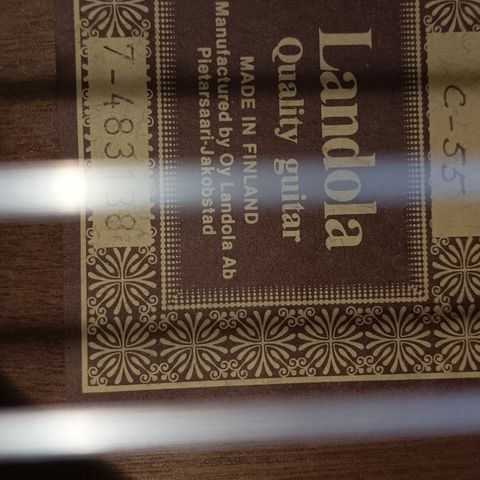 C-55
Landola
Quality guitar
MADE IN FINLAND
Manufactured by Oy Landola Ab
Pietarsaari-Jakobstad
7-483138